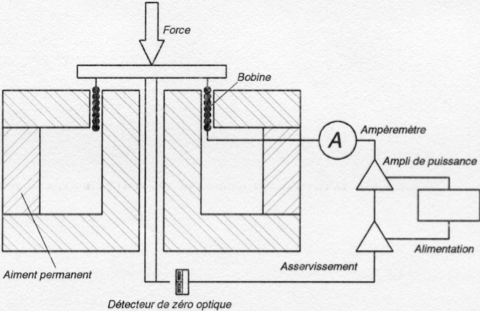 Force
Bobine
A
Ampèremètre
Ampli de puissance
Aiment permanent
Asservissement
Alimentation
Détecteur de zéro optique